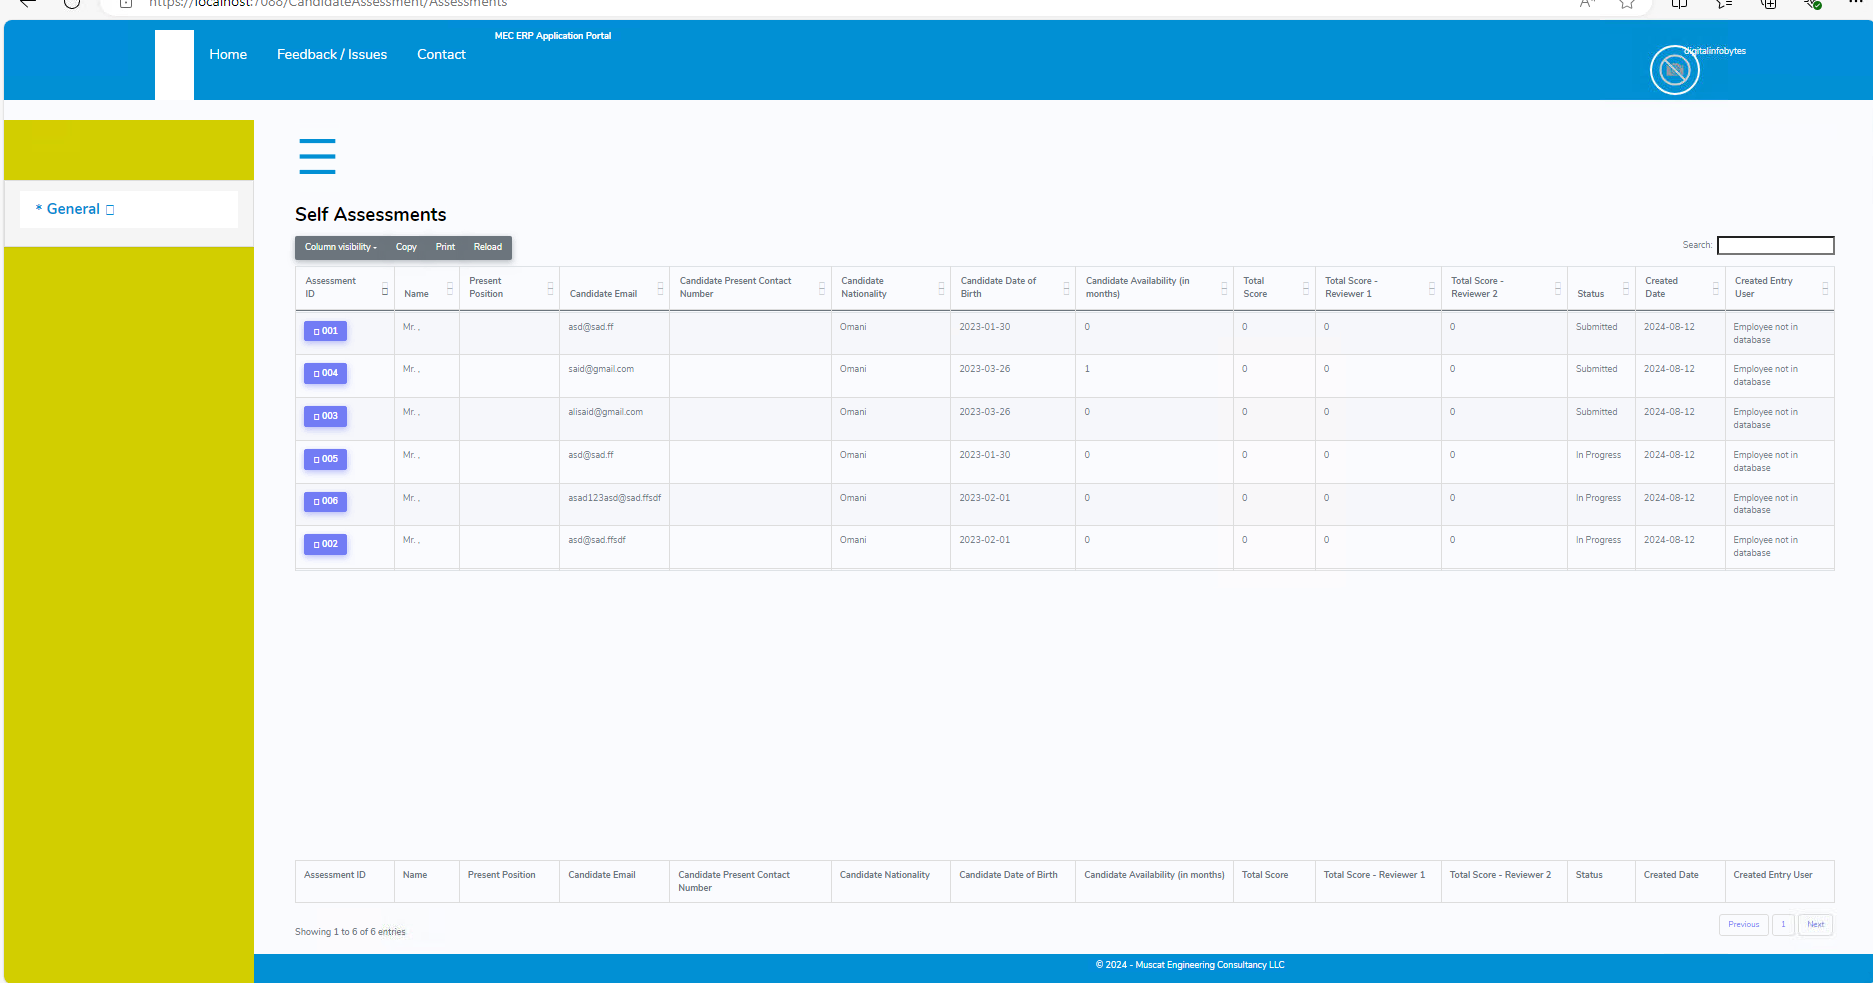 https://localhost:7088/CandidateAssessment/Assessments
MEC ERP Application Portal
Home Feedback / Issues Contact
digitalinfobytes
* General
Self Assessments
Column visibility Copy Print Reload
Search:
Assessment ID Name Present Position Candidate Email Candidate Present Contact Number Candidate Nationality Candidate Date of Birth Candidate Availability (in months) Total Score Total Score - Reviewer 1 Total Score - Reviewer 2 Status Created Date Created Entry User
001 Mr. , asd@sad.ff Omani 2023-01-30 0 0 0 0 Submitted 2024-08-12 Employee not in database
004 Mr. , said@gmail.com Omani 2023-03-26 1 0 0 0 Submitted 2024-08-12 Employee not in database
003 Mr. , alisaid@gmail.com Omani 2023-03-26 0 0 0 0 Submitted 2024-08-12 Employee not in database
005 Mr. , asd@sad.ff Omani 2023-01-30 0 0 0 0 In Progress 2024-08-12 Employee not in database
006 Mr. , asad123asd@sad.ffsdf Omani 2023-02-01 0 0 0 0 In Progress 2024-08-12 Employee not in database
002 Mr. , asd@sad.ffsdf Omani 2023-02-01 0 0 0 0 In Progress 2024-08-12 Employee not in database
Assessment ID Name Present Position Candidate Email Candidate Present Contact Number Candidate Nationality Candidate Date of Birth Candidate Availability (in months) Total Score Total Score - Reviewer 1 Total Score - Reviewer 2 Status Created Date Created Entry User
Showing 1 to 6 of 6 entries
Previous 1 Next
© 2024 - Muscat Engineering Consultancy LLC